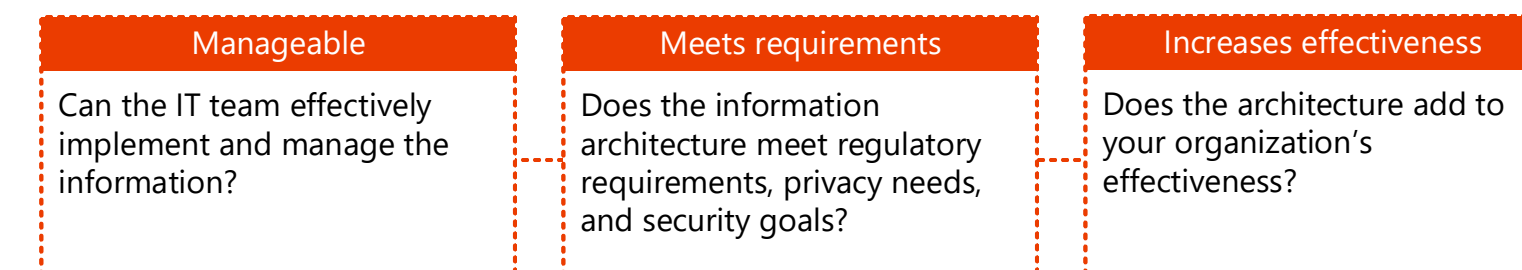 Manageable
Can the IT team effectively
implement and manage the
information?
Meets requirements
Does the information
architecture meet regulatory
requirements, privacy needs,
and security goals?
Increases effectiveness
Does the architecture add to
your organization’s
effectiveness?